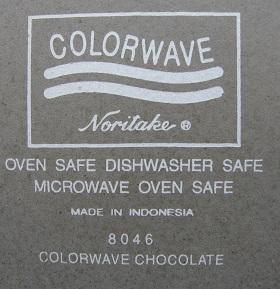 COLORWAVE
Noritake ®
OVEN SAFE DISHWASHER SAFE
MICROWAVE OVEN SAFE
MADE IN INDONESIA
8046
COLORWAVE CHOCOLATE